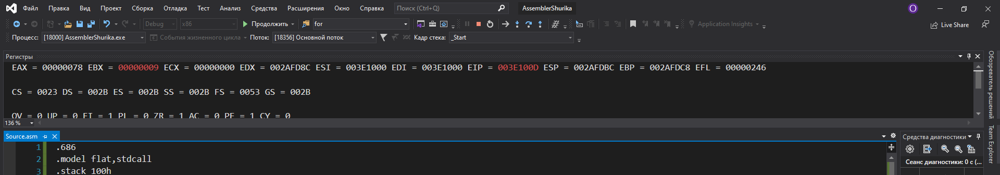 Файл Правка Вид Проект Сборка Отладка Тест Анализ Средства Расширения Окно Справка Поиск (Ctrl+Q) AssemblerShurika O
Debug x86 Продолжить for Application Insights Live Share
Процесс: [18000] AssemblerShurika.exe События жизненного цикла Поток: [18356] Основной поток Кадр стека: _Start
Регистры
EAX = 00000078 EBX = 00000009 ECX = 00000000 EDX = 002AFD8C ESI = 003E1000 EDI = 003E1000 EIP = 003E100D ESP = 002AFDBC EBP = 002AFDC8 EFL = 00000246
CS = 0023 DS = 002B ES = 002B SS = 002B FS = 0053 GS = 002B
OV = 0 UP = 0 EI = 1 PL = 0 ZR = 1 AC = 0 PE = 1 CY = 0
136 %
Source.asm
1 .686
2 .model flat,stdcall
3 .stack 100h
Средства диагностики
Сеанс диагностики: 0 с (...
Обозреватель решений
Team Explorer